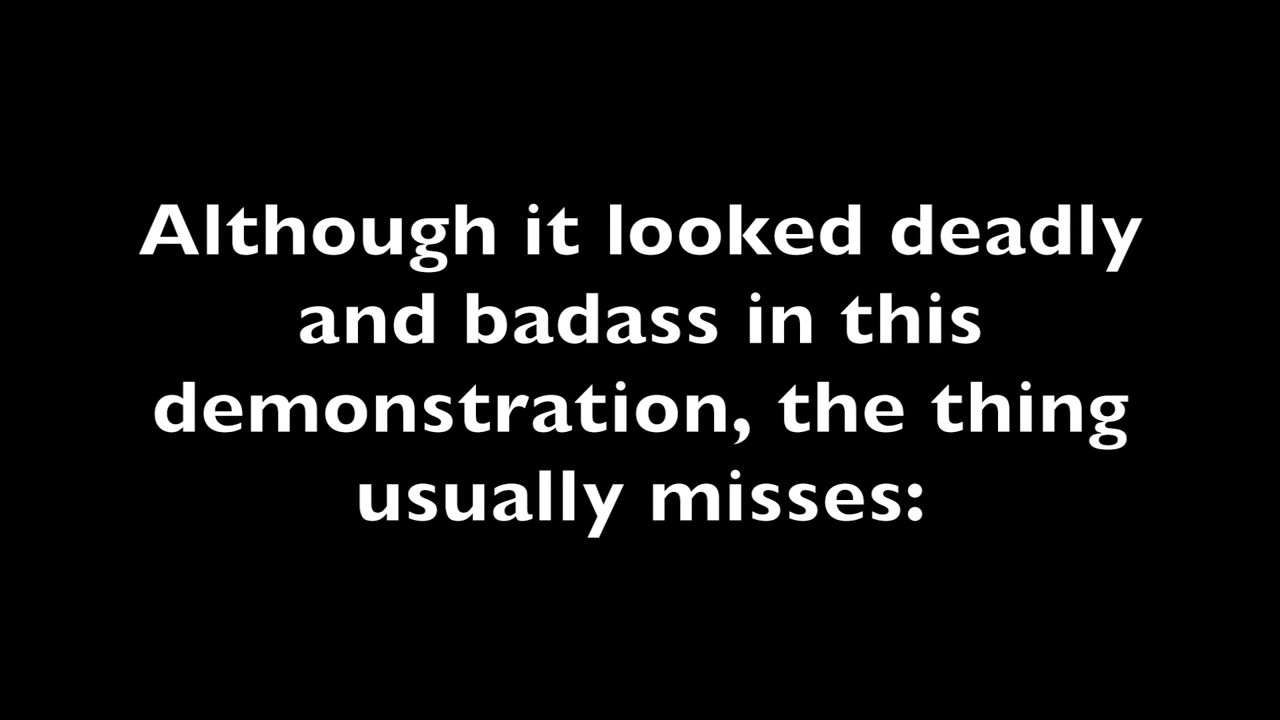 Although it looked deadly
and badass in this
demonstration, the thing
usually misses: